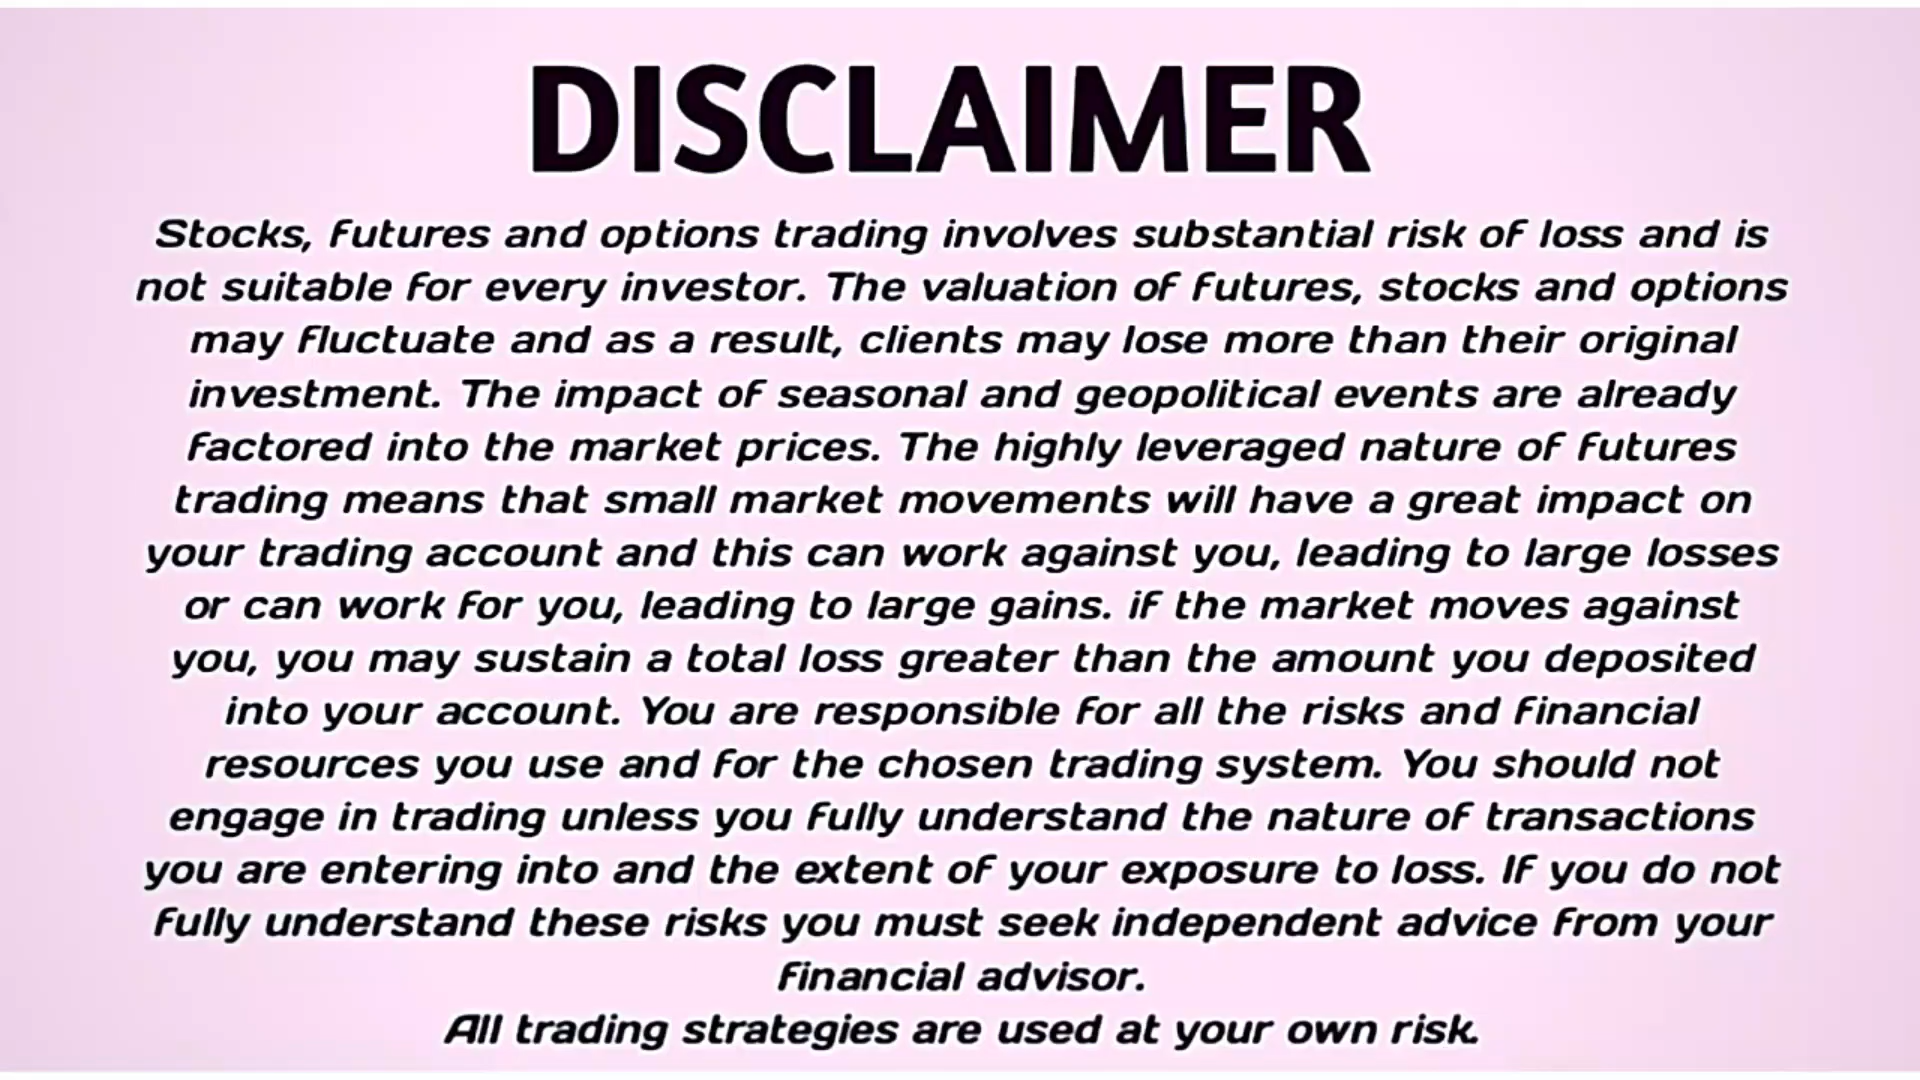 DISCLAIMER
Stocks, futures and options trading involves substantial risk of loss and is
not suitable for every investor. The valuation of futures, stocks and options
may fluctuate and as a result, clients may lose more than their original
investment. The impact of seasonal and geopolitical events are already
factored into the market prices. The highly leveraged nature of futures
trading means that small market movements will have a great impact on
your trading account and this can work against you, leading to large losses
or can work for you, leading to large gains. if the market moves against
you, you may sustain a total loss greater than the amount you deposited
into your account. You are responsible for all the risks and financial
resources you use and for the chosen trading system. You should not
engage in trading unless you fully understand the nature of transactions
you are entering into and the extent of your exposure to loss. If you do not
fully understand these risks you must seek independent advice from your
financial advisor.
All trading strategies are used at your own risk.